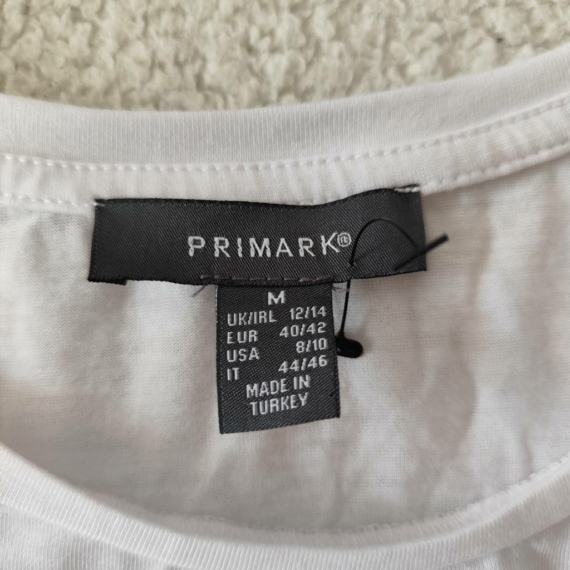 PRIMARK®
M
UK/IRL 12/14
EUR 40/42
USA 8/10
IT 44/46
MADE IN
TURKEY